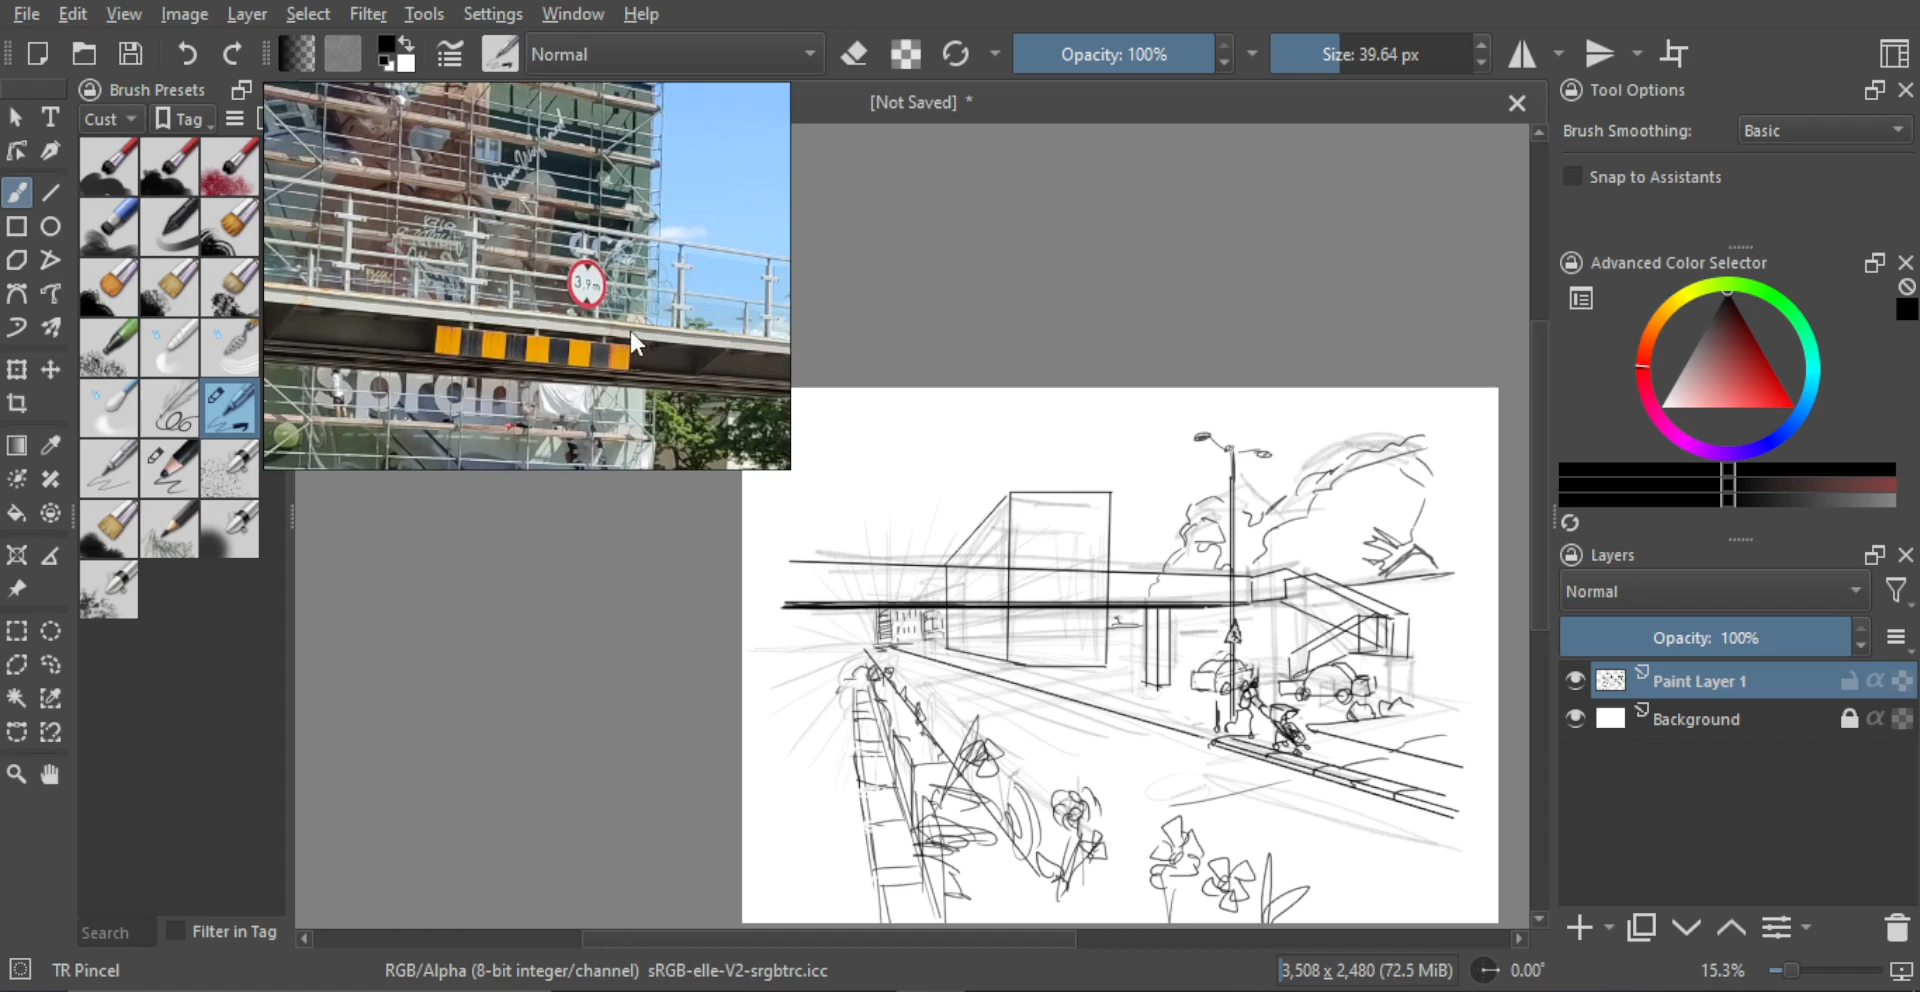 File Edit View Image Layer Select Filter Tools Settings Window Help
Normal
Opacity: 100%
Size: 39.64 px
Brush Presets
[Not Saved] *
Tool Options
Cust
Tag
Brush Smoothing:
Basic
Snap to Assistants
Advanced Color Selector
3,9m
Layers
Normal
Opacity: 100%
Paint Layer 1
Background
Search
Filter in Tag
TR Pincel
RGB/Alpha (8-bit integer/channel) sRGB-elle-V2-srgbtrc.icc
3,508 x 2,480 (72.5 MiB)
0.00°
15.3%